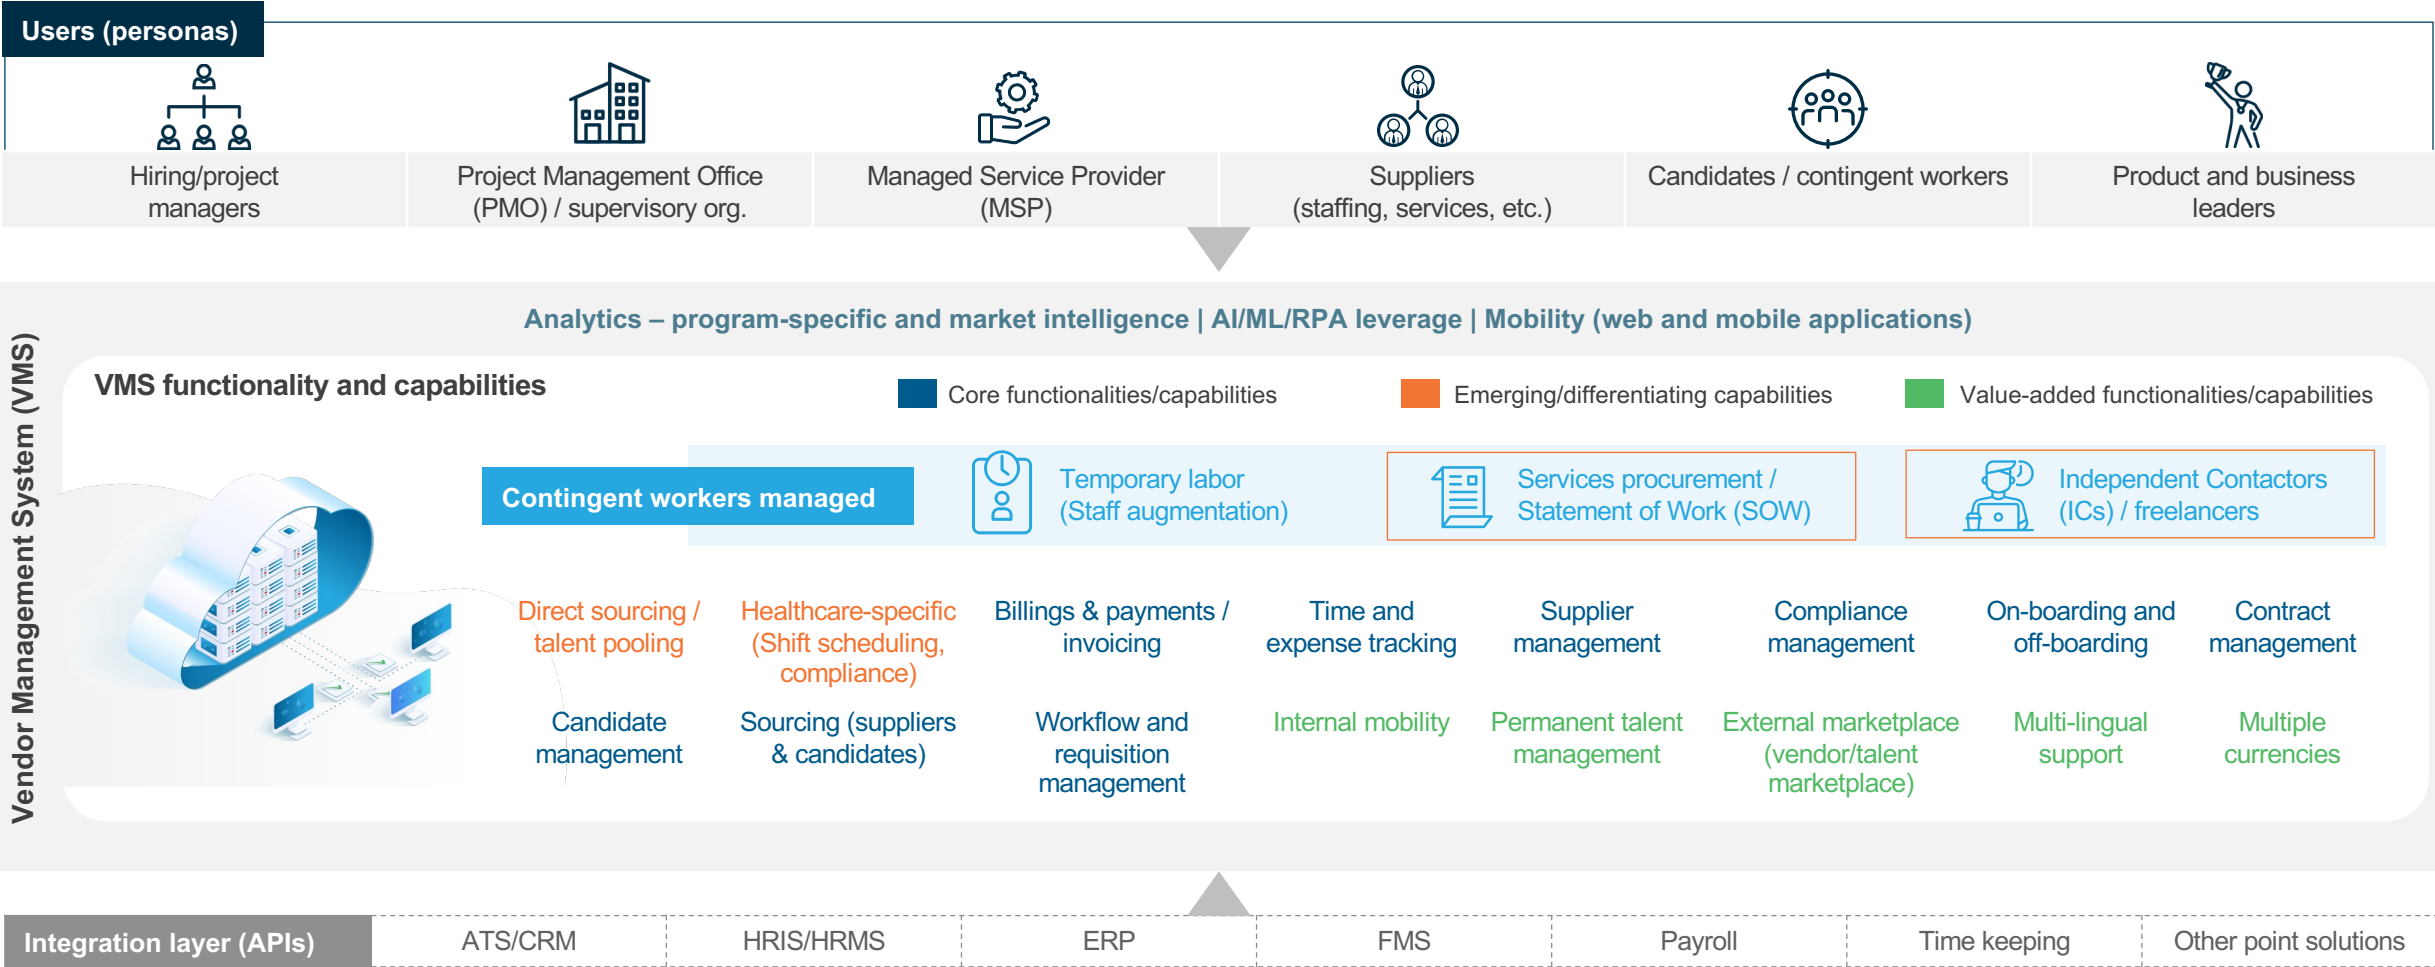 Users (personas)
Hiring/project
managers
Project Management Office
(PMO) / supervisory org.
Managed Service Provider
(MSP)
Suppliers
(staffing, services, etc.)
Candidates / contingent workers
Product and business
leaders
Vendor Management System (VMS)
Analytics – program-specific and market intelligence | AI/ML/RPA leverage | Mobility (web and mobile applications)
VMS functionality and capabilities
Core functionalities/capabilities
Emerging/differentiating capabilities
Value-added functionalities/capabilities
Contingent workers managed
Temporary labor
(Staff augmentation)
Services procurement /
Statement of Work (SOW)
Independent Contactors
(ICs) / freelancers
Direct sourcing /
talent pooling
Healthcare-specific
(Shift scheduling,
compliance)
Billings & payments /
invoicing
Time and
expense tracking
Supplier
management
Compliance
management
On-boarding and
off-boarding
Contract
management
Candidate
management
Sourcing (suppliers
& candidates)
Workflow and
requisition
management
Internal mobility
Permanent talent
management
External marketplace
(vendor/talent
marketplace)
Multi-lingual
support
Multiple
currencies
Integration layer (APIs)
ATS/CRM
HRIS/HRMS
ERP
FMS
Payroll
Time keeping
Other point solutions